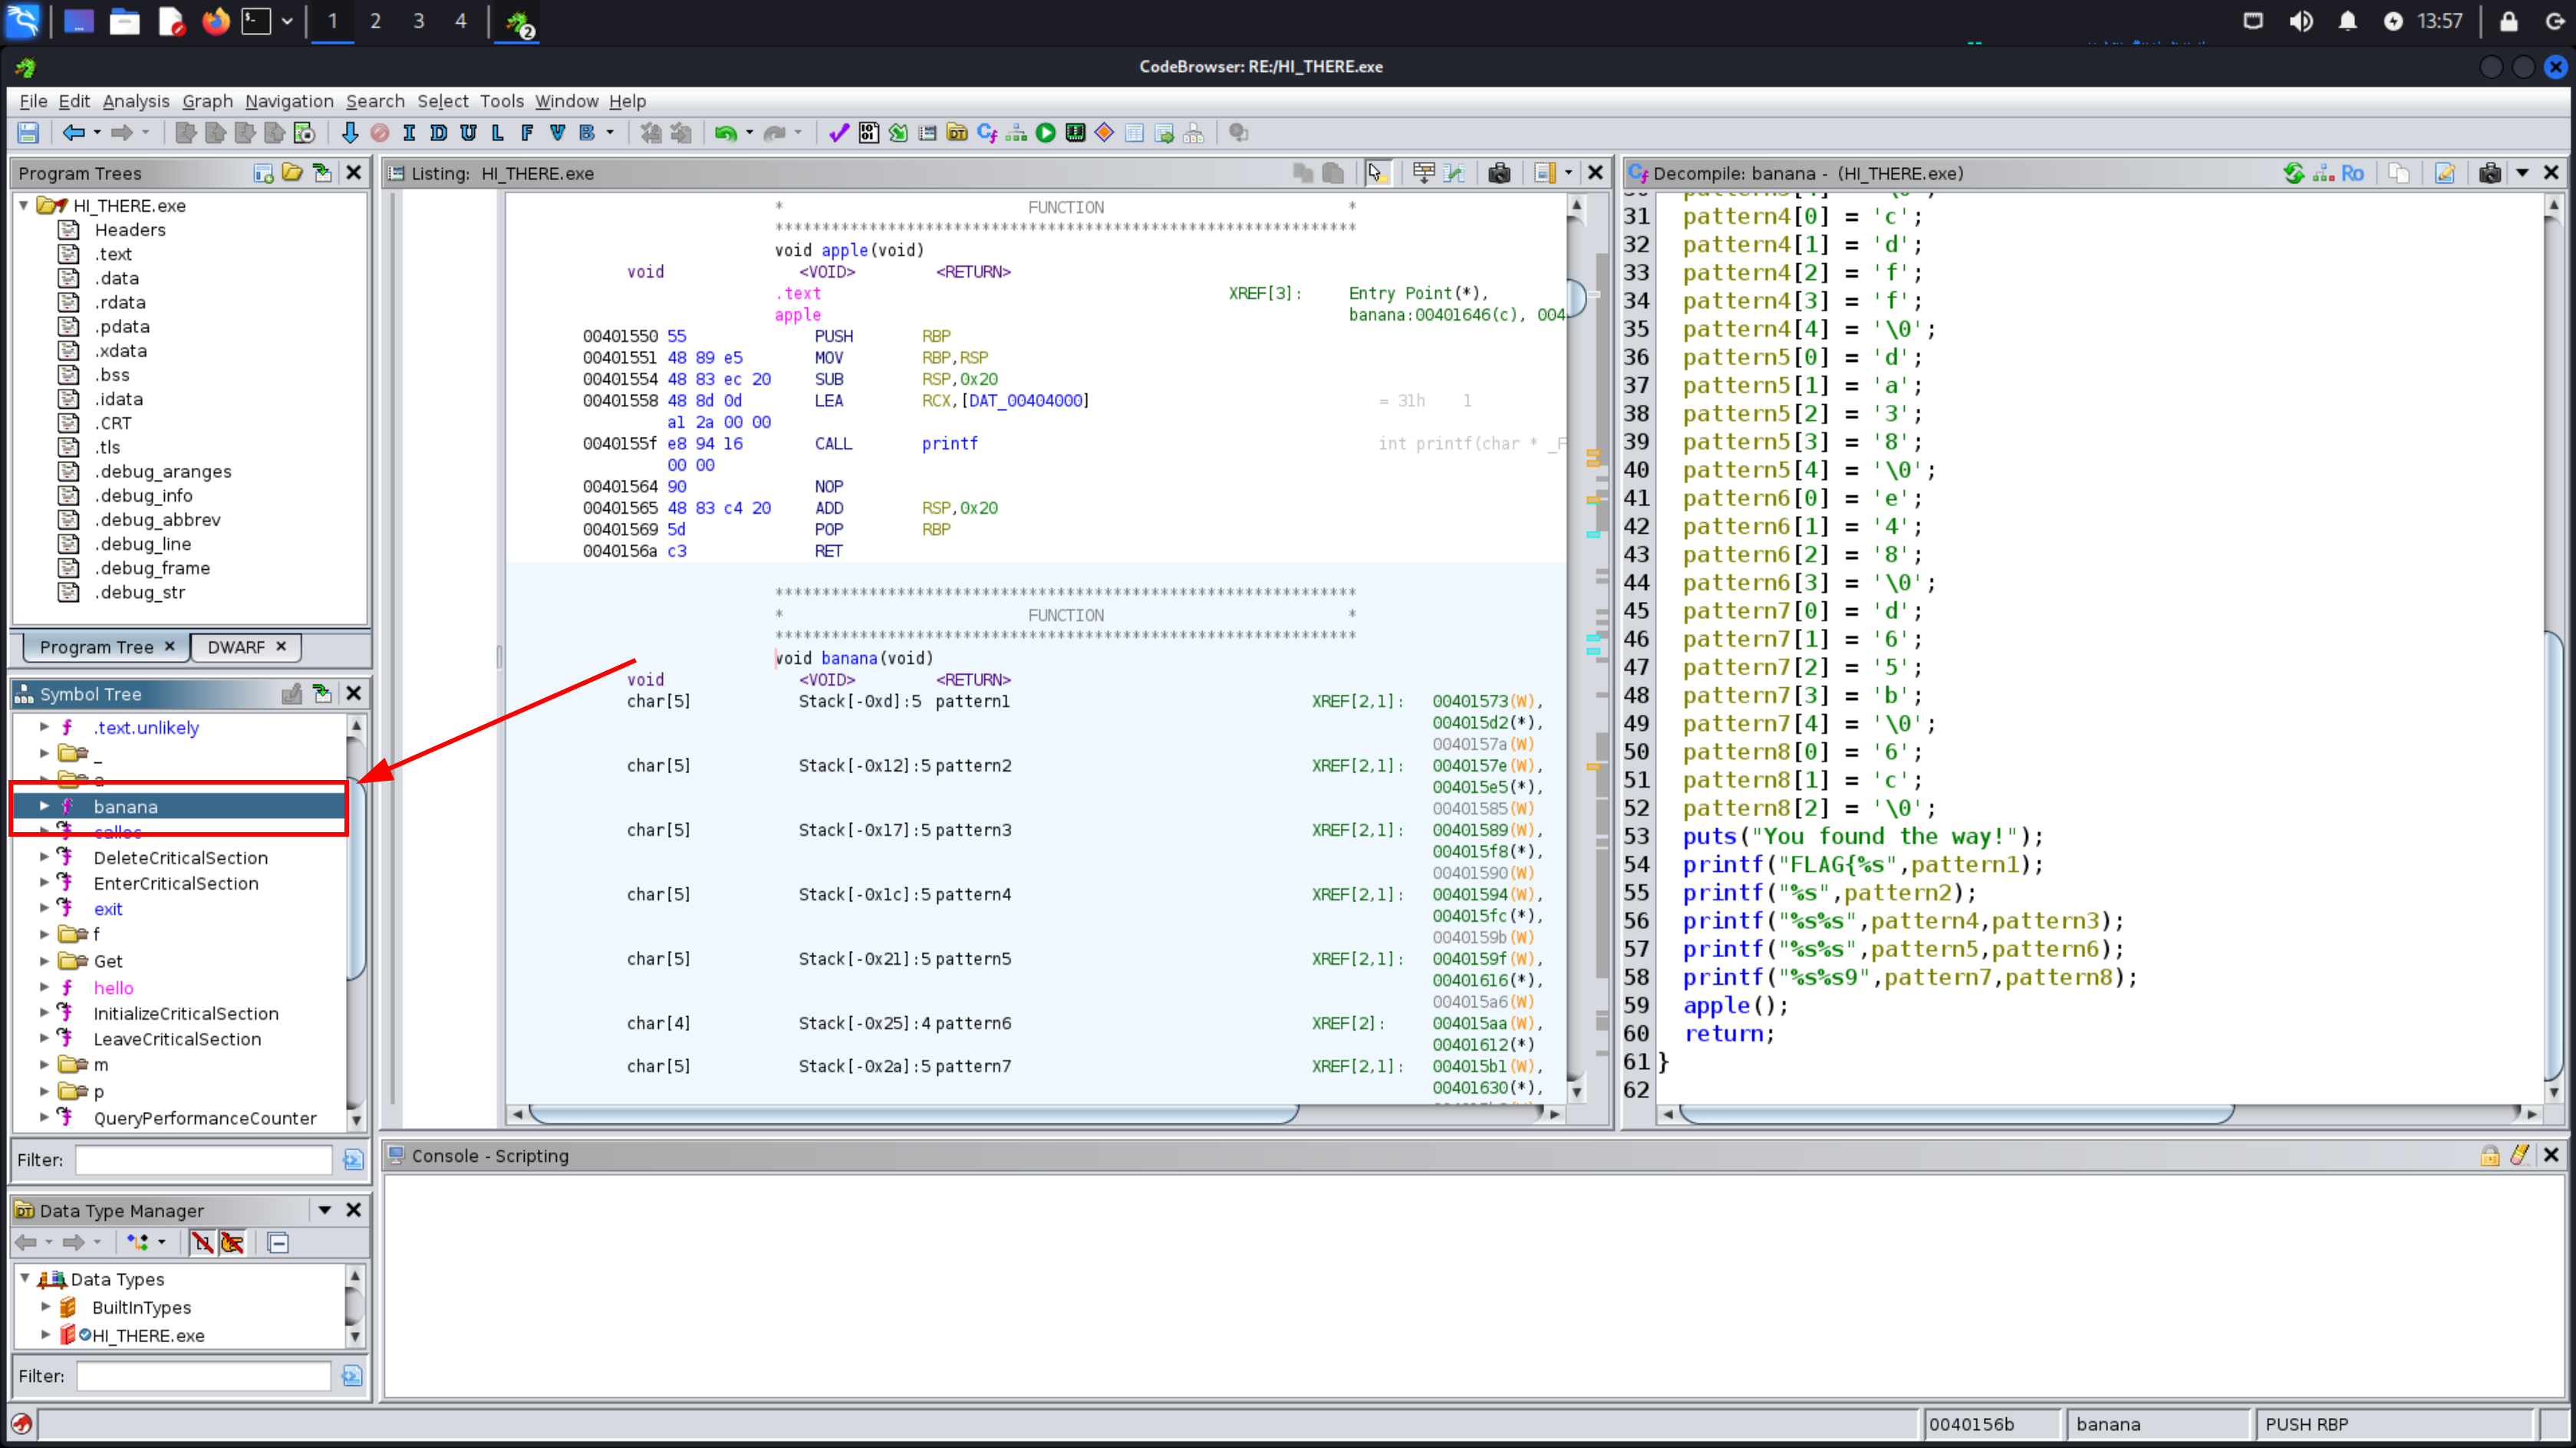 1 2 3 4 2 13:57
CodeBrowser: RE:/HI_THERE.exe
File Edit Analysis Graph Navigation Search Select Tools Window Help
I D U L F V B
Program Trees
HI_THERE.exe
Headers
.text
.data
.rdata
.pdata
.xdata
.bss
.idata
.CRT
.tls
.debug_aranges
.debug_info
.debug_abbrev
.debug_line
.debug_frame
.debug_str
Program Tree × DWARF ×
Symbol Tree
.text.unlikely
_
a
banana
calloc
DeleteCriticalSection
EnterCriticalSection
exit
f
Get
hello
InitializeCriticalSection
LeaveCriticalSection
m
p
QueryPerformanceCounter
Filter:
Data Type Manager
Data Types
BuiltInTypes
HI_THERE.exe
Filter:
Listing: HI_THERE.exe
* FUNCTION *
**************************************************************
void apple(void)
void <VOID> <RETURN>
.text XREF[3]: Entry Point(*),
apple banana:00401646(c), 004
00401550 55 PUSH RBP
00401551 48 89 e5 MOV RBP,RSP
00401554 48 83 ec 20 SUB RSP,0x20
00401558 48 8d 0d LEA RCX,[DAT_00404000] = 31h 1
a1 2a 00 00
0040155f e8 94 16 CALL printf int printf(char * _F
00 00
00401564 90 NOP
00401565 48 83 c4 20 ADD RSP,0x20
00401569 5d POP RBP
0040156a c3 RET
**************************************************************
* FUNCTION *
**************************************************************
void banana(void)
void <VOID> <RETURN>
char[5] Stack[-0xd]:5 pattern1 XREF[2,1]: 00401573(W),
004015d2(*),
0040157a(W)
char[5] Stack[-0x12]:5 pattern2 XREF[2,1]: 0040157e(W),
004015e5(*),
00401585(W)
char[5] Stack[-0x17]:5 pattern3 XREF[2,1]: 00401589(W),
004015f8(*),
00401590(W)
char[5] Stack[-0x1c]:5 pattern4 XREF[2,1]: 00401594(W),
004015fc(*),
0040159b(W)
char[5] Stack[-0x21]:5 pattern5 XREF[2,1]: 0040159f(W),
00401616(*),
004015a6(W)
char[4] Stack[-0x25]:4 pattern6 XREF[2]: 004015aa(W),
00401612(*)
char[5] Stack[-0x2a]:5 pattern7 XREF[2,1]: 004015b1(W),
00401630(*),
Decompile: banana - (HI_THERE.exe)
Ro
31 pattern4[0] = 'c';
32 pattern4[1] = 'd';
33 pattern4[2] = 'f';
34 pattern4[3] = 'f';
35 pattern4[4] = '\0';
36 pattern5[0] = 'd';
37 pattern5[1] = 'a';
38 pattern5[2] = '3';
39 pattern5[3] = '8';
40 pattern5[4] = '\0';
41 pattern6[0] = 'e';
42 pattern6[1] = '4';
43 pattern6[2] = '8';
44 pattern6[3] = '\0';
45 pattern7[0] = 'd';
46 pattern7[1] = '6';
47 pattern7[2] = '5';
48 pattern7[3] = 'b';
49 pattern7[4] = '\0';
50 pattern8[0] = '6';
51 pattern8[1] = 'c';
52 pattern8[2] = '\0';
53 puts("You found the way!");
54 printf("FLAG{%s",pattern1);
55 printf("%s",pattern2);
56 printf("%s%s",pattern4,pattern3);
57 printf("%s%s",pattern5,pattern6);
58 printf("%s%s9",pattern7,pattern8);
59 apple();
60 return;
61 }
62
Console - Scripting
0040156b banana PUSH RBP